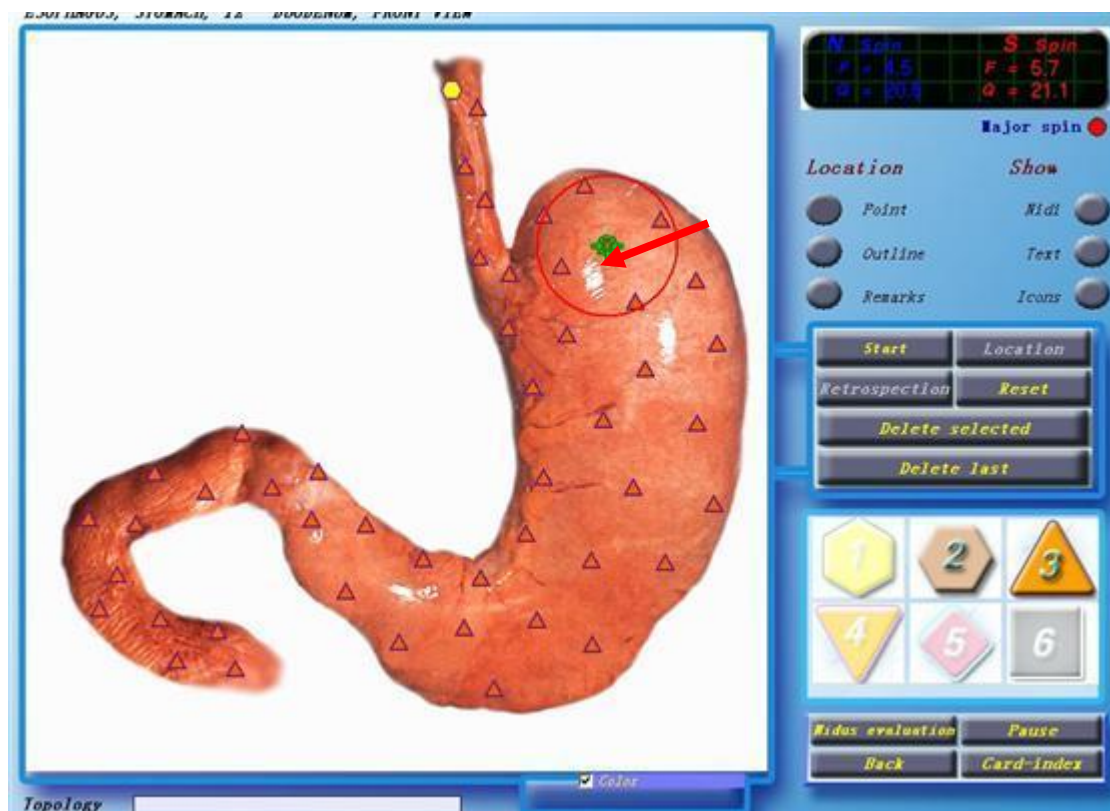 ESOPHAGUS, STOMACH, 12 DUODENUM, FRONT VIEW
N Spin S Spin
F = 4.5 F = 5.7
Q = 20.5 Q = 21.1
Major spin
Location Show
Point Nidi
Outline Text
Remarks Icons
Start Location
Retrospection Reset
Delete selected
Delete last
1 2 3
4 5 6
Nidus evaluation Pause
Back Card-index
Color
Topology